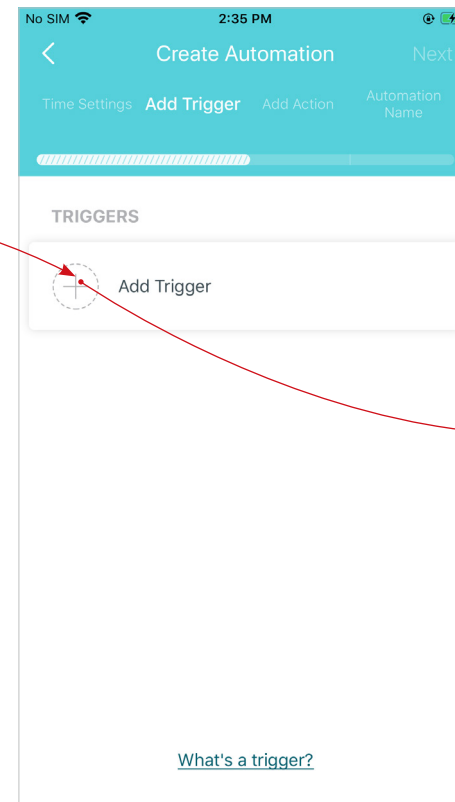 No SIM 2:35 PM
Create Automation Next
Time Settings Add Trigger Add Action Automation
Name
TRIGGERS
Add Trigger
What's a trigger?